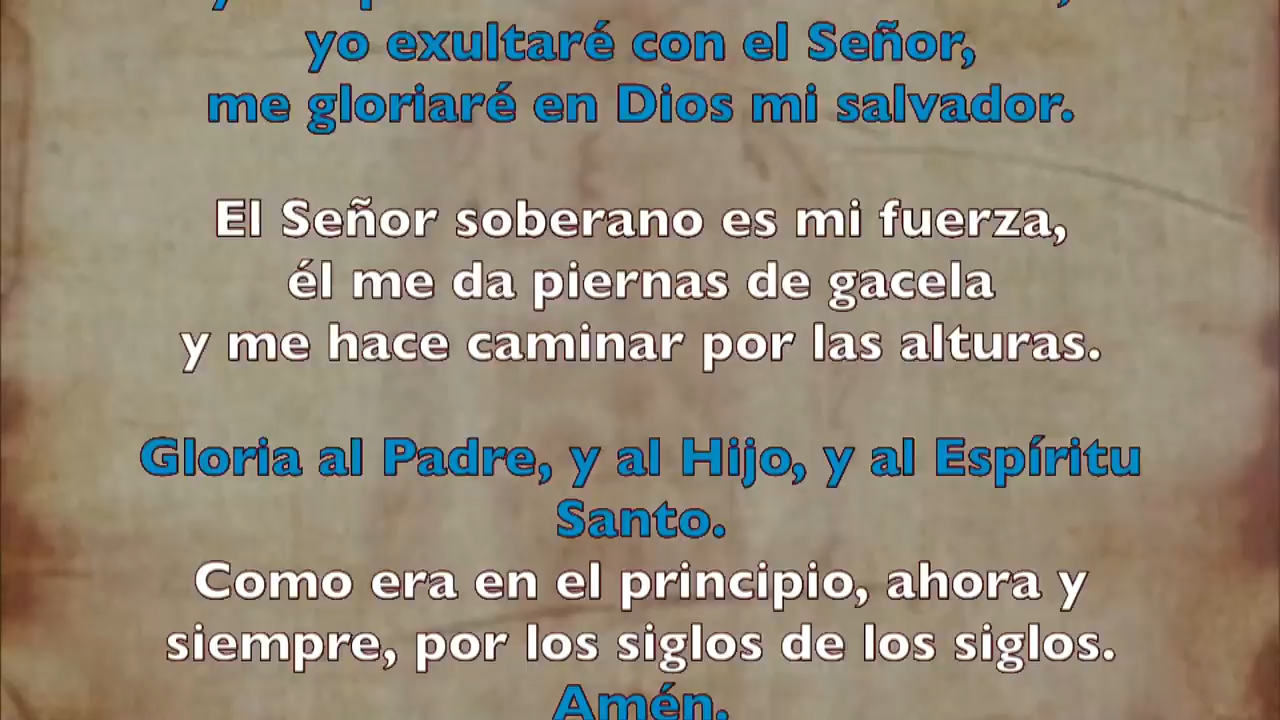 yo exultaré con el Señor,
me gloriaré en Dios mi salvador.
El Señor soberano es mi fuerza,
él me da piernas de gacela
y me hace caminar por las alturas.
Gloria al Padre, y al Hijo, y al Espíritu
Santo.
Como era en el principio, ahora y
siempre, por los siglos de los siglos.
Amén.